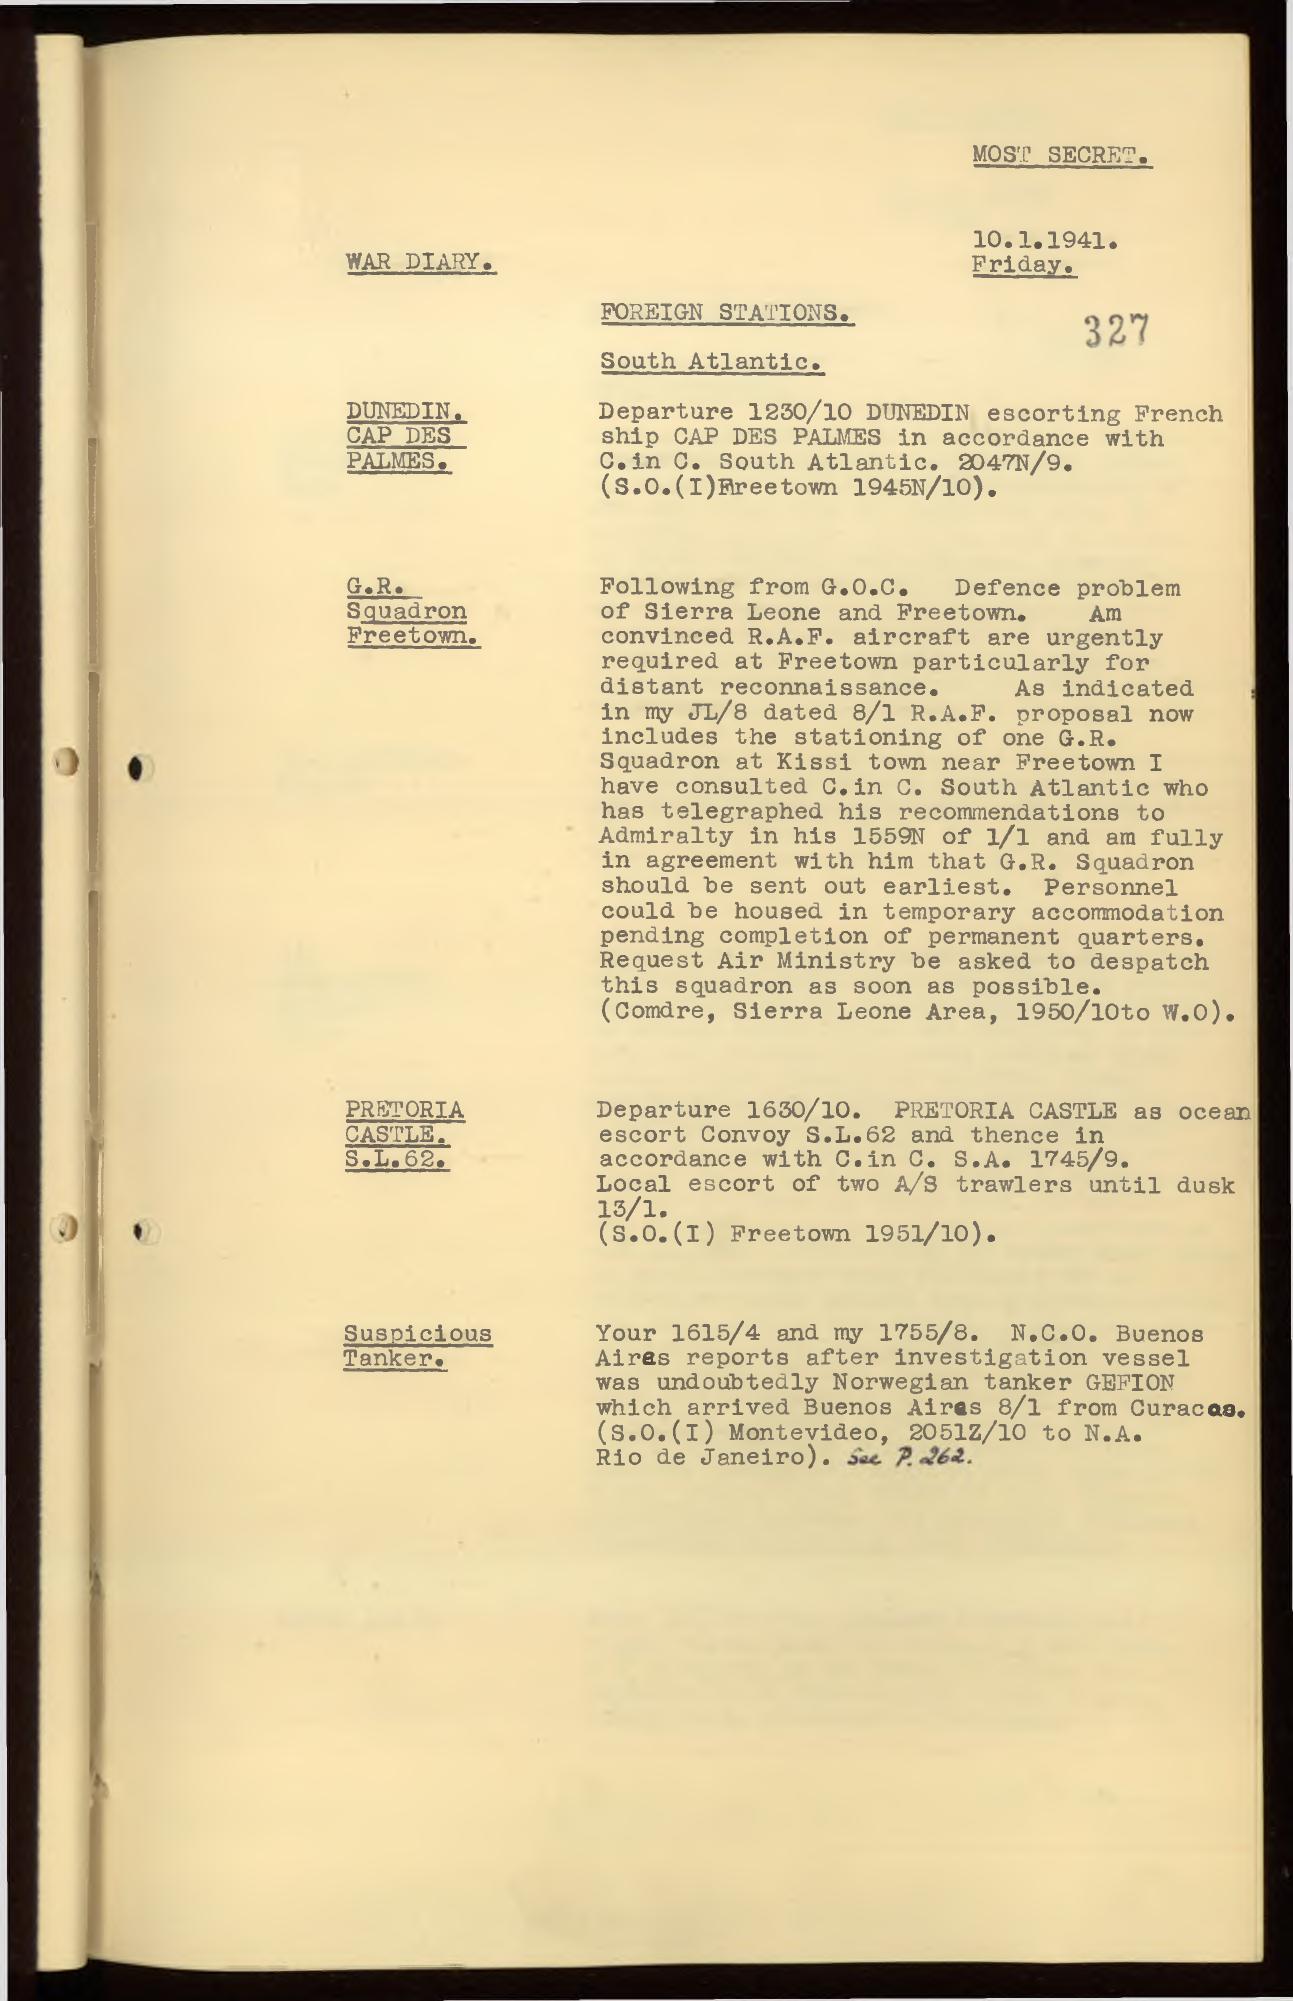 MOST SECRET.
10.1.1941.
Friday.
WAR DIARY.
FOREIGN STATIONS.
327
South Atlantic.
DUNEDIN.
CAP DES
PALMES.
Departure 1230/10 DUNEDIN escorting French
ship CAP DES PALMES in accordance with
C.in C. South Atlantic. 2047N/9.
(S.O.(I)Freetown 1945N/10).
G.R.
Squadron
Freetown.
Following from G.O.C. Defence problem
of Sierra Leone and Freetown. Am
convinced R.A.F. aircraft are urgently
required at Freetown particularly for
distant reconnaissance. As indicated
in my JL/8 dated 8/1 R.A.F. proposal now
includes the stationing of one G.R.
Squadron at Kissi town near Freetown I
have consulted C.in C. South Atlantic who
has telegraphed his recommendations to
Admiralty in his 1559N of 1/1 and am fully
in agreement with him that G.R. Squadron
should be sent out earliest. Personnel
could be housed in temporary accommodation
pending completion of permanent quarters.
Request Air Ministry be asked to despatch
this squadron as soon as possible.
(Comdre, Sierra Leone Area, 1950/10to W.O).
PRETORIA
CASTLE.
S.L.62.
Departure 1630/10. PRETORIA CASTLE as ocean
escort Convoy S.L.62 and thence in
accordance with C.in C. S.A. 1745/9.
Local escort of two A/S trawlers until dusk
13/1.
(S.O.(I) Freetown 1951/10).
Suspicious
Tanker.
Your 1615/4 and my 1755/8. N.C.O. Buenos
Aires reports after investigation vessel
was undoubtedly Norwegian tanker GEFION
which arrived Buenos Aires 8/1 from Curacao.
(S.O.(I) Montevideo, 2051Z/10 to N.A.
Rio de Janeiro). See P. 262.